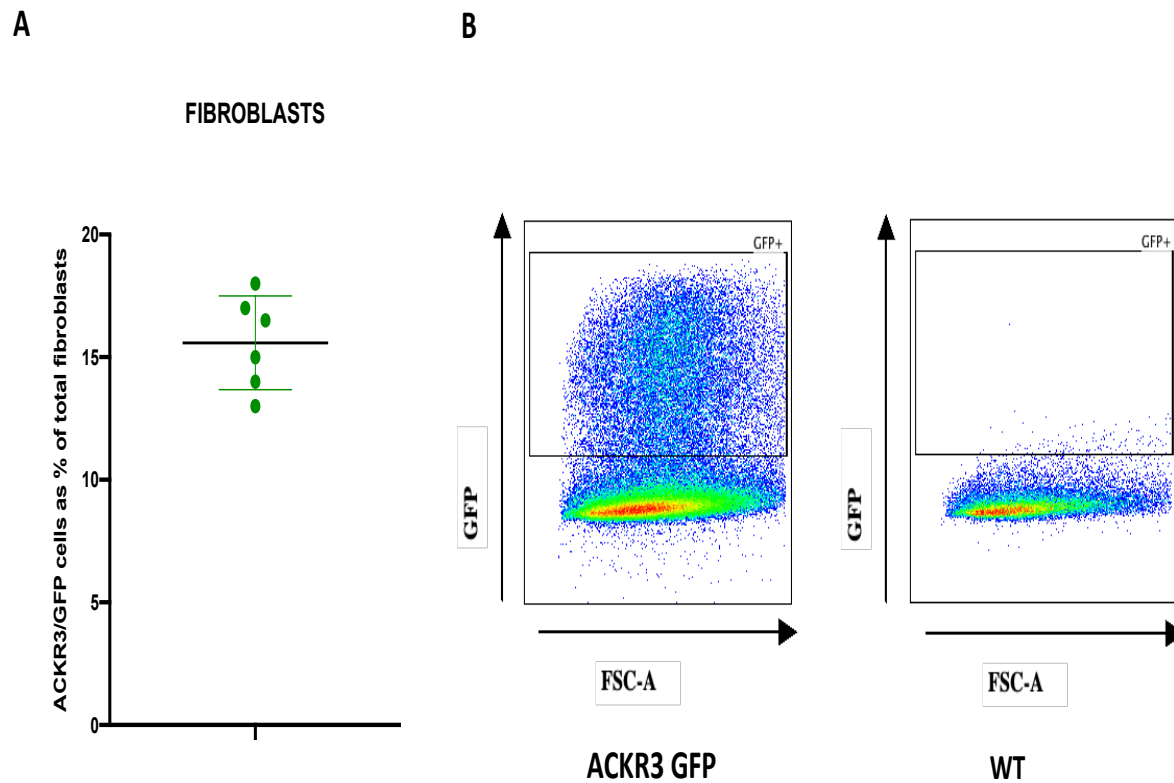 A
FIBROBLASTS
ACKR3/GFP cells as % of total fibroblasts
20
15
10
5
0
B
GFP+
GFP
FSC-A
ACKR3 GFP
GFP+
GFP
FSC-A
WT